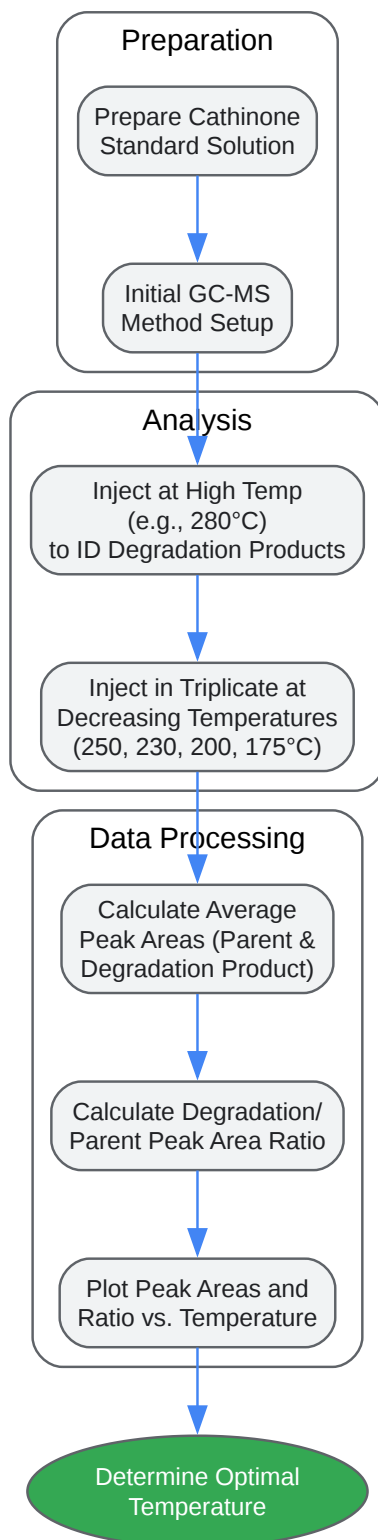 Preparation
Prepare Cathinone
Standard Solution
Initial GC-MS
Method Setup
Analysis
Inject at High Temp
(e.g., 280°C)
to ID Degradation Products
Inject in Triplicate at
Decreasing Temperatures
(250, 230, 200, 175°C)
Data Processing
Calculate Average
Peak Areas (Parent &
Degradation Product)
Calculate Degradation/
Parent Peak Area Ratio
Plot Peak Areas and
Ratio vs. Temperature
Determine Optimal
Temperature